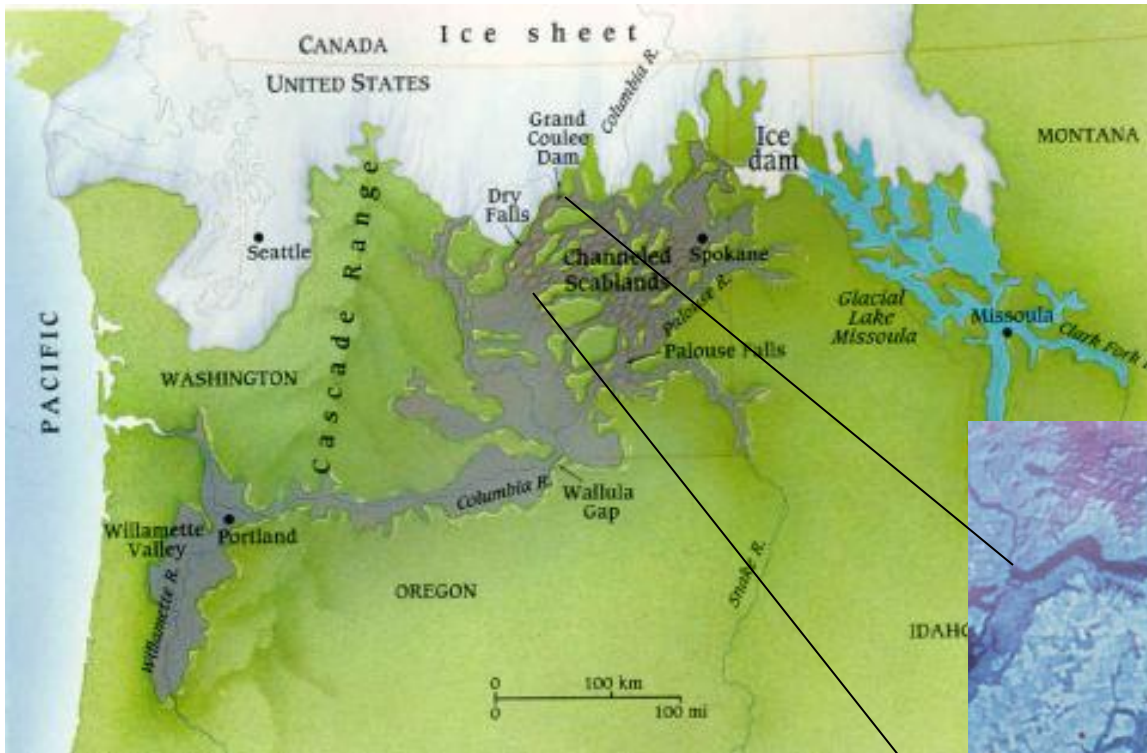 Ice sheet
CANADA
UNITED STATES
Columbia R.
Grand
Coulee
Dam
Ice
dam
MONTANA
Dry
Falls
Cascade Range
Seattle
Channeled
Scablands
Spokane
Palouse R.
Glacial
Lake
Missoula
Missoula
Clark Fork
PACIFIC
WASHINGTON
Palouse Falls
Columbia R.
Wallula
Gap
Willamette
Valley
Portland
Willamette R.
OREGON
Snake R.
IDAHO
0 100 km
0 100 mi